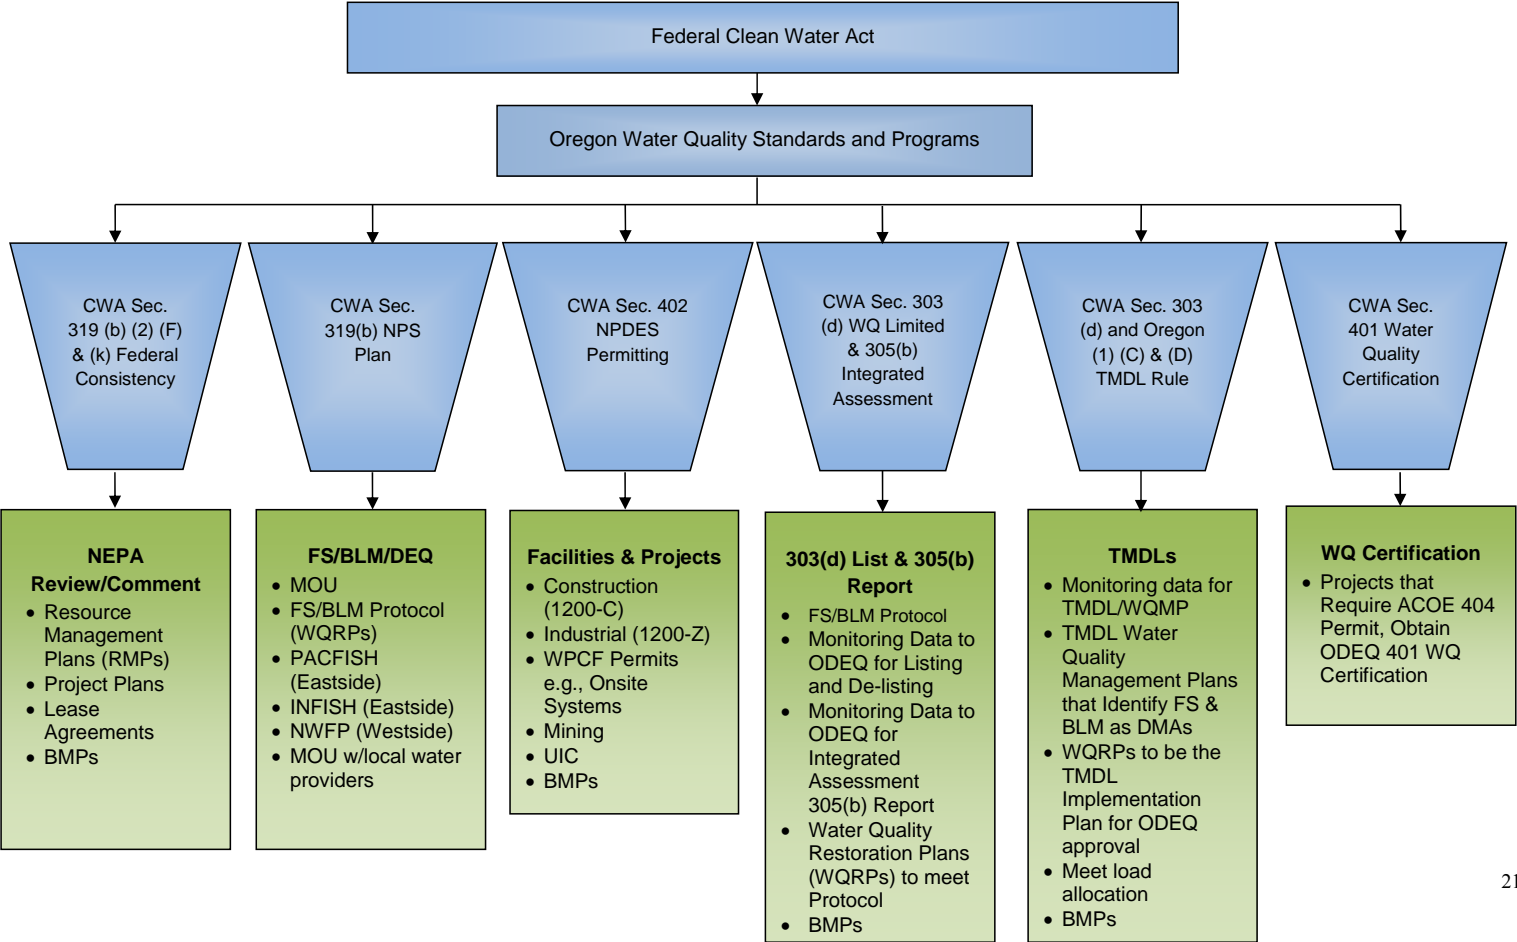 Federal Clean Water Act
Oregon Water Quality Standards and Programs
CWA Sec.
319 (b) (2) (F)
& (k) Federal
Consistency
CWA Sec.
319(b) NPS
Plan
CWA Sec. 402
NPDES
Permitting
CWA Sec. 303
(d) WQ Limited
& 305(b)
Integrated
Assessment
CWA Sec. 303
(d) and Oregon
(1) (C) & (D)
TMDL Rule
CWA Sec.
401 Water
Quality
Certification
NEPA
Review/Comment
• Resource
Management
Plans (RMPs)
• Project Plans
• Lease
Agreements
• BMPs
FS/BLM/DEQ
• MOU
• FS/BLM Protocol
(WQRPs)
• PACFISH
(Eastside)
• INFISH (Eastside)
• NWFP (Westside)
• MOU w/local water
providers
Facilities & Projects
• Construction
(1200-C)
• Industrial (1200-Z)
• WPCF Permits
e.g., Onsite
Systems
• Mining
• UIC
• BMPs
303(d) List & 305(b)
Report
• FS/BLM Protocol
• Monitoring Data to
ODEQ for Listing
and De-listing
• Monitoring Data to
ODEQ for
Integrated
Assessment
305(b) Report
• Water Quality
Restoration Plans
(WQRPs) to meet
Protocol
• BMPs
TMDLs
• Monitoring data for
TMDL/WQMP
• TMDL Water
Quality
Management Plans
that Identify FS &
BLM as DMAs
• WQRPs to be the
TMDL
Implementation
Plan for ODEQ
approval
• Meet load
allocation
• BMPs
WQ Certification
• Projects that
Require ACOE 404
Permit, Obtain
ODEQ 401 WQ
Certification
21